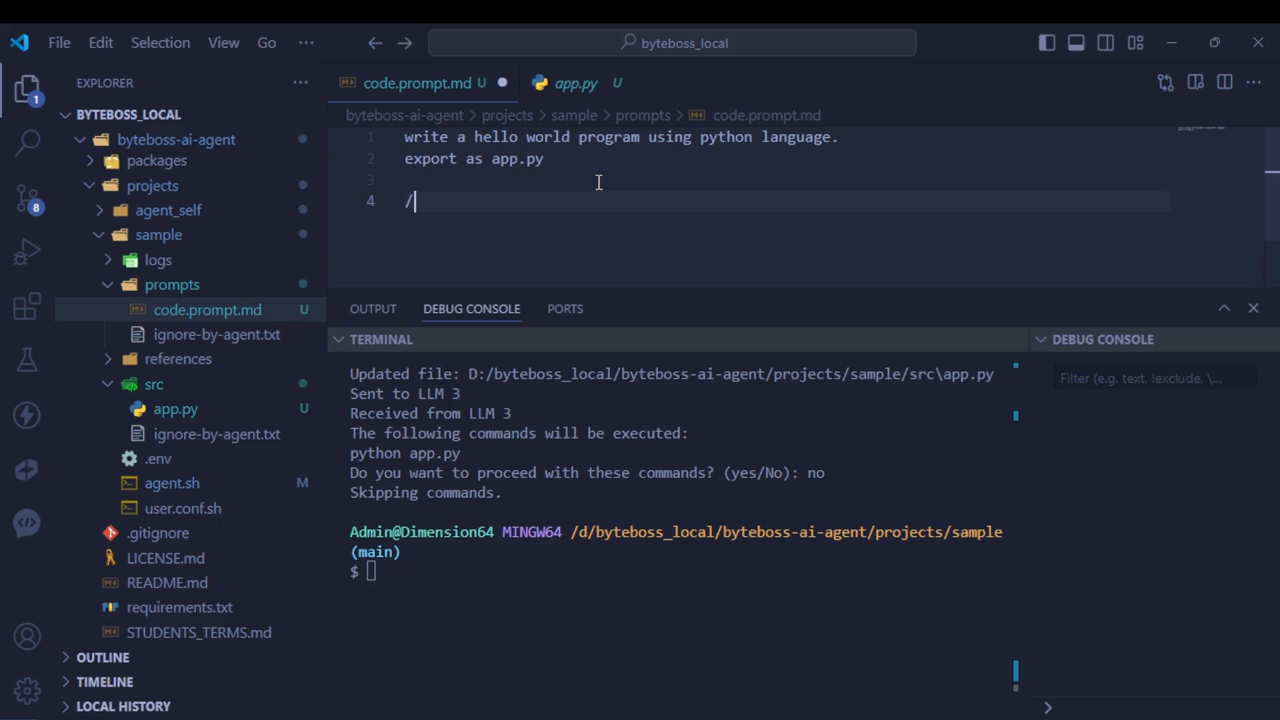 File Edit Selection View Go ···
byteboss_local
EXPLORER ···
BYTEBOSS_LOCAL
byteboss-ai-agent
packages
projects
agent_self
sample
logs
prompts
code.prompt.md U
ignore-by-agent.txt
references
src
app.py U
ignore-by-agent.txt
.env
agent.sh M
user.conf.sh
.gitignore
LICENSE.md
README.md
requirements.txt
STUDENTS_TERMS.md
OUTLINE
TIMELINE
LOCAL HISTORY
1
8
code.prompt.md U
app.py U
byteboss-ai-agent > projects > sample > prompts > code.prompt.md
1 write a hello world program using python language.
2 export as app.py
3
4 /
OUTPUT DEBUG CONSOLE PORTS
TERMINAL
Updated file: D:/byteboss_local/byteboss-ai-agent/projects/sample/src\app.py
Sent to LLM 3
Received from LLM 3
The following commands will be executed:
python app.py
Do you want to proceed with these commands? (yes/No): no
Skipping commands.
Admin@Dimension64 MINGW64 /d/byteboss_local/byteboss-ai-agent/projects/sample
(main)
$
DEBUG CONSOLE
Filter (e.g. text, !exclude, \...